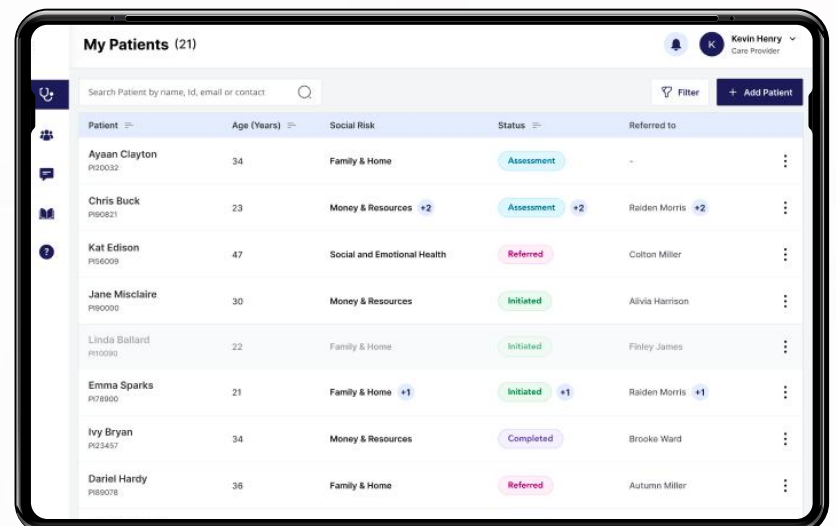 My Patients (21)
K
Kevin Henry
Care Provider
Search Patient by name, Id, email or contact
Filter
+ Add Patient
Patient Age (Years) Social Risk Status Referred to
Ayaan Clayton
PI20032
34 Family & Home Assessment -
Chris Buck
PI90821
23 Money & Resources +2 Assessment +2 Raiden Morris +2
Kat Edison
PI56009
47 Social and Emotional Health Referred Colton Miller
Jane Misclaire
PI90000
30 Money & Resources Initiated Alivia Harrison
Linda Ballard
PI10090
22 Family & Home Initiated Finley James
Emma Sparks
PI78900
21 Family & Home +1 Initiated +1 Raiden Morris +1
Ivy Bryan
PI23457
34 Money & Resources Completed Brooke Ward
Dariel Hardy
PI89078
36 Family & Home Referred Autumn Miller
?